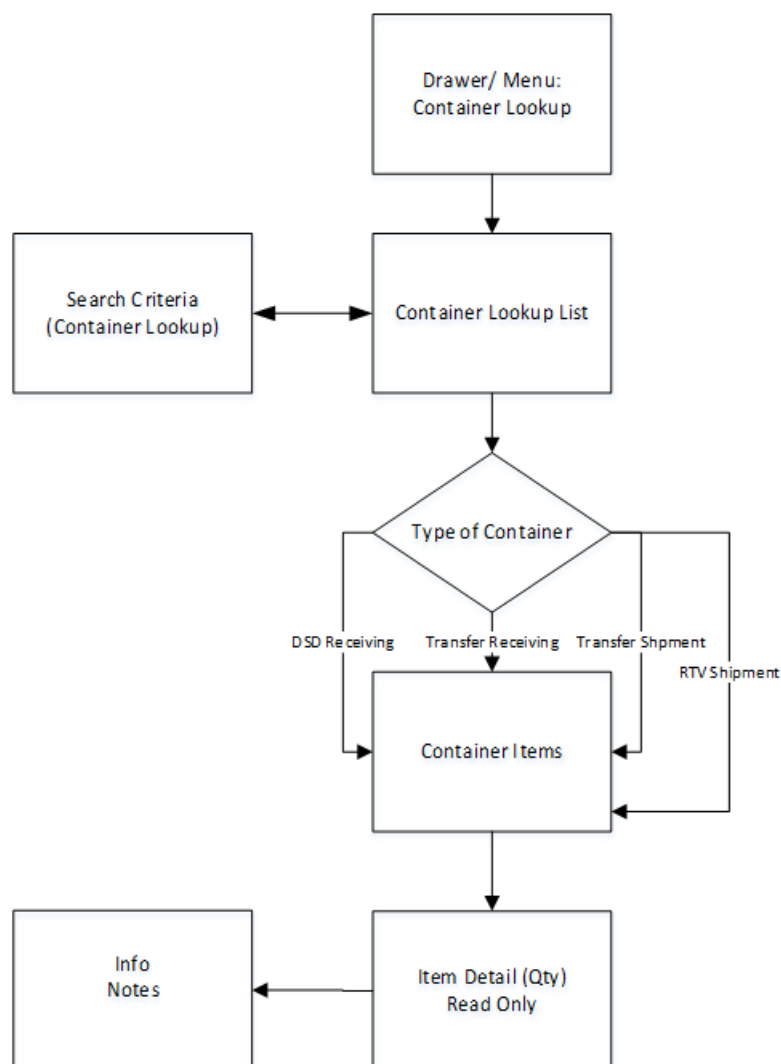 Drawer/ Menu:
Container Lookup
Search Criteria
(Container Lookup)
Container Lookup List
Type of Container
DSD Receiving
Transfer Receiving
Transfer Shpment
RTV Shipment
Container Items
Info
Notes
Item Detail (Qty)
Read Only